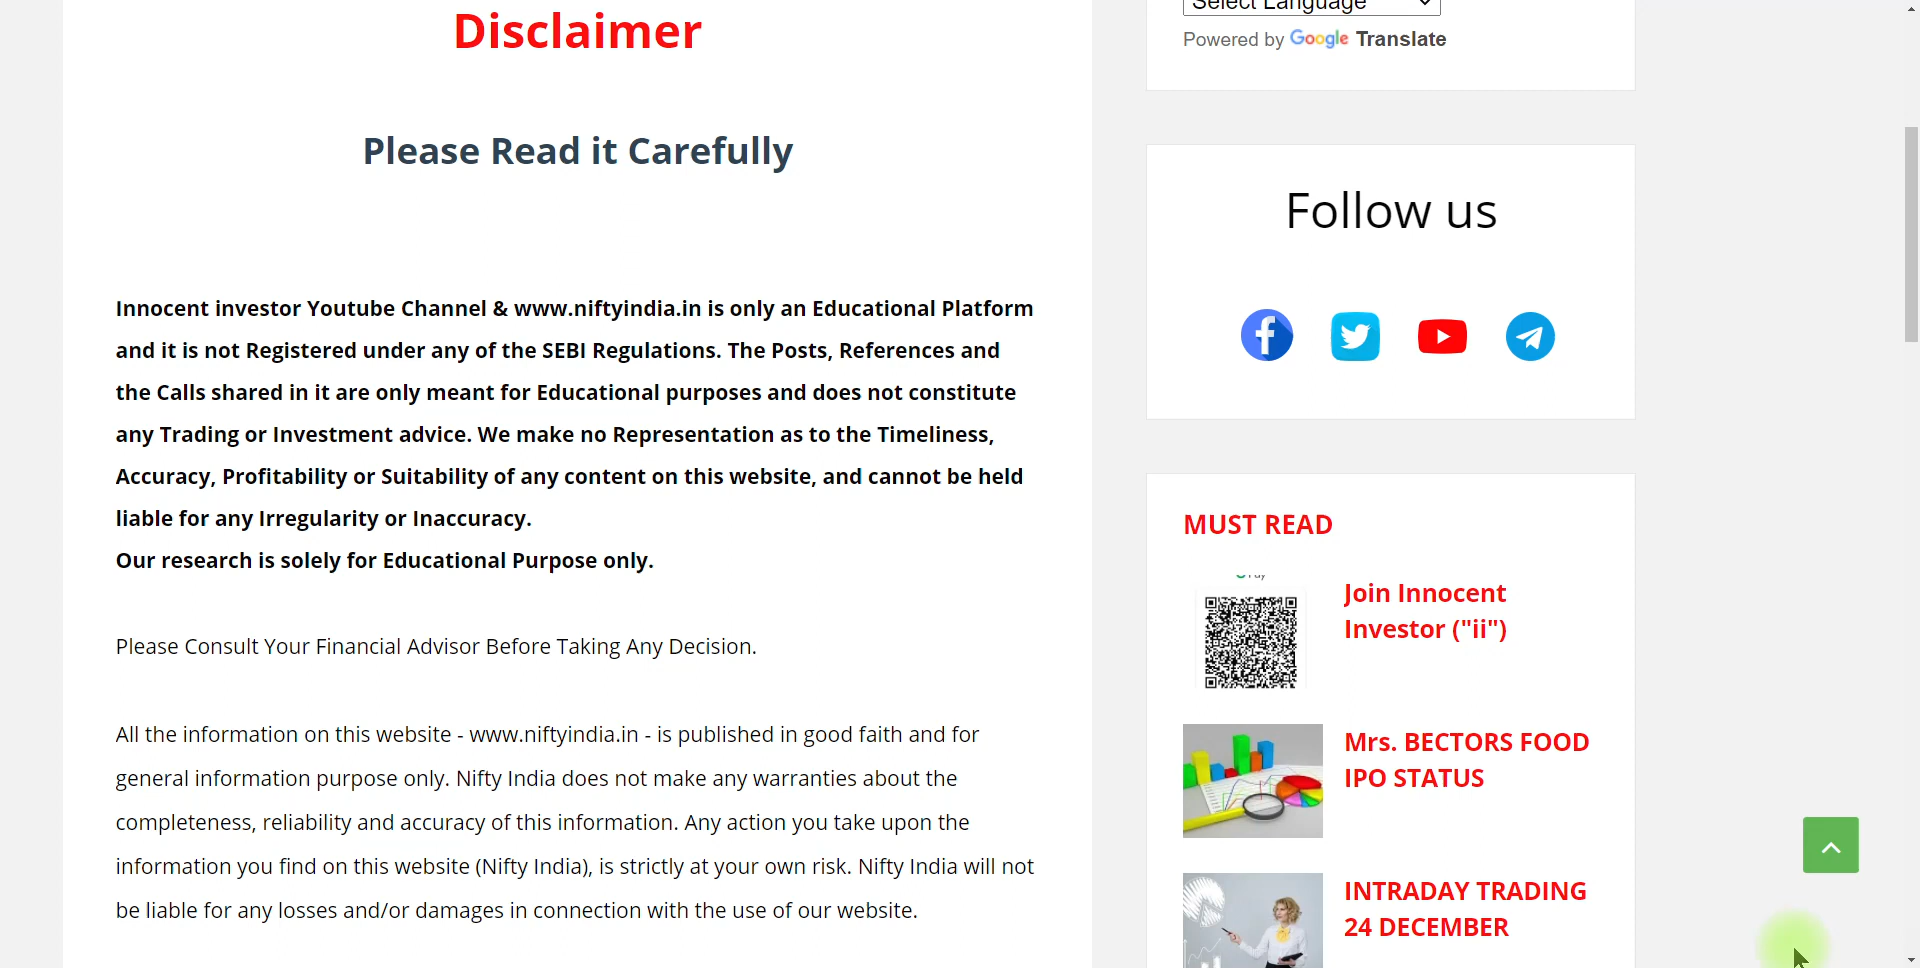 Disclaimer
Please Read it Carefully
Innocent investor Youtube Channel & www.niftyindia.in is only an Educational Platform
and it is not Registered under any of the SEBI Regulations. The Posts, References and
the Calls shared in it are only meant for Educational purposes and does not constitute
any Trading or Investment advice. We make no Representation as to the Timeliness,
Accuracy, Profitability or Suitability of any content on this website, and cannot be held
liable for any Irregularity or Inaccuracy.
Our research is solely for Educational Purpose only.
Please Consult Your Financial Advisor Before Taking Any Decision.
All the information on this website - www.niftyindia.in - is published in good faith and for
general information purpose only. Nifty India does not make any warranties about the
completeness, reliability and accuracy of this information. Any action you take upon the
information you find on this website (Nifty India), is strictly at your own risk. Nifty India will not
be liable for any losses and/or damages in connection with the use of our website.
Select Language
Powered by Google Translate
Follow us
MUST READ
Join Innocent
Investor ("ii")
Mrs. BECTORS FOOD
IPO STATUS
INTRADAY TRADING
24 DECEMBER